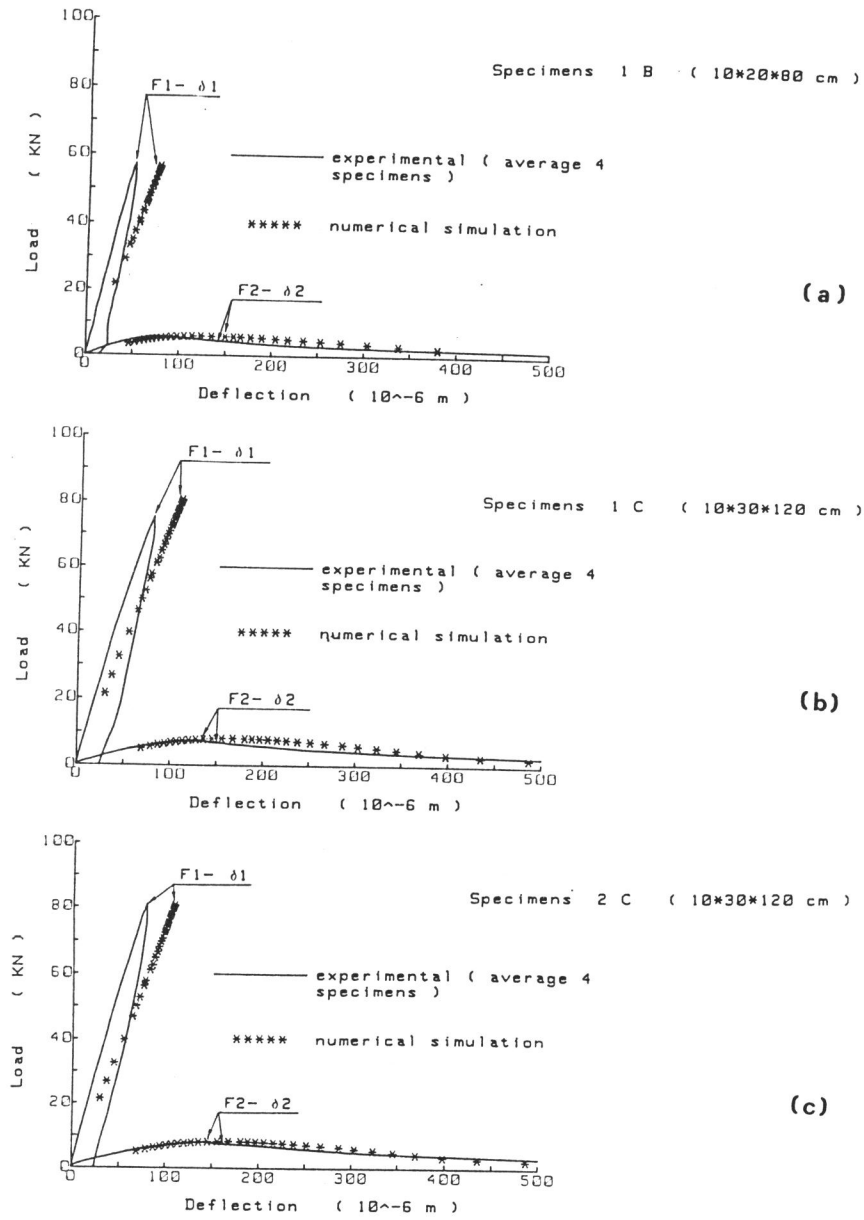 100
80
60
40
20
0
Load ( KN )
F1- δ1
Specimens 1 B ( 10*20*80 cm )
experimental ( average 4
specimens )
***** numerical simulation
F2- δ2
(a)
0 100 200 300 400 500
Deflection ( 10^-6 m )
100
80
60
40
20
0
Load ( KN )
F1- δ1
Specimens 1 C ( 10*30*120 cm )
experimental ( average 4
specimens )
***** numerical simulation
F2- δ2
(b)
0 100 200 300 400 500
Deflection ( 10^-6 m )
100
80
60
40
20
0
Load ( KN )
F1- δ1
Specimens 2 C ( 10*30*120 cm )
experimental ( average 4
specimens )
***** numerical simulation
F2- δ2
(c)
0 100 200 300 400 500
Deflection ( 10^-6 m )